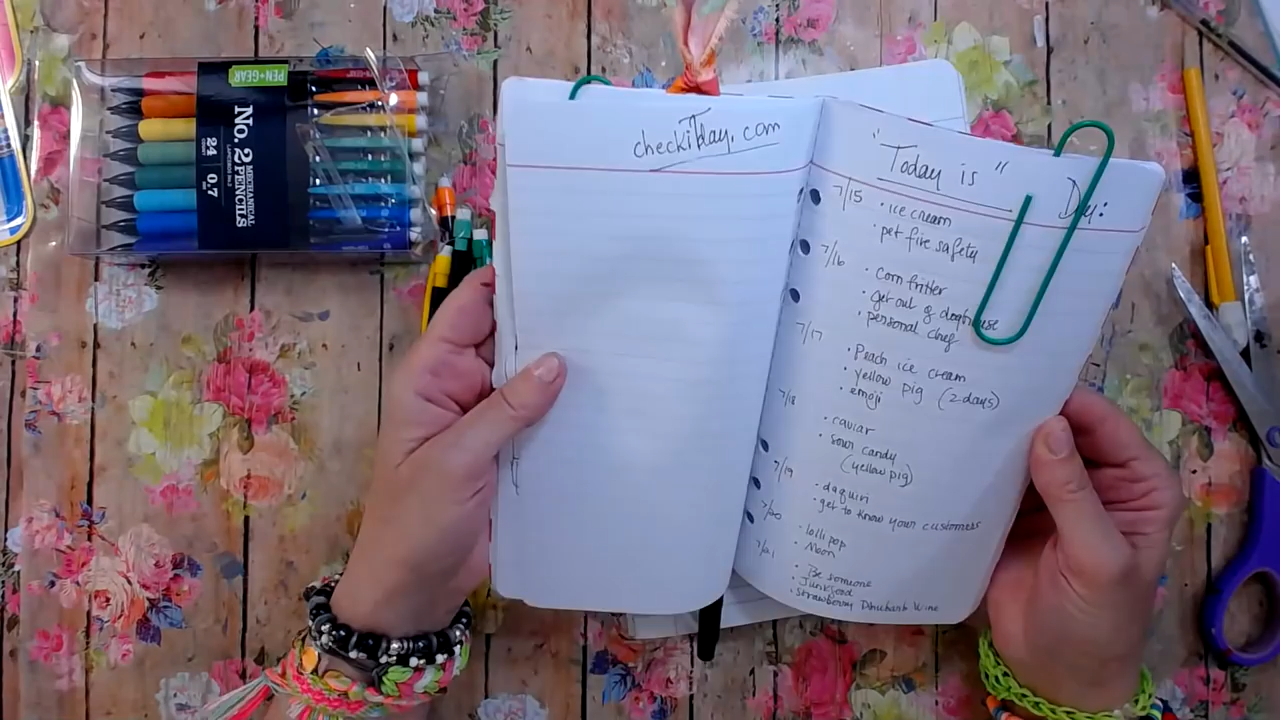 PEN+GEAR
No. 2
MECHANICAL
PENCILS
24
COUNT
0.7
checkiday.com
"Today is" Day:
7/15
• ice cream
• pet fire safety
7/16
• Corn fritter
• get out of doghouse
• personal chef
7/17
• Peach ice cream
• yellow pig (2 days)
• emoji
7/18
• caviar
• sour candy
(yellow pig)
7/19
• daquiri
• get to know your customers
7/20
• lollipop
• Moon
7/21
• Be someone
• Junkfood
• Strawberry Rhubarb Wine